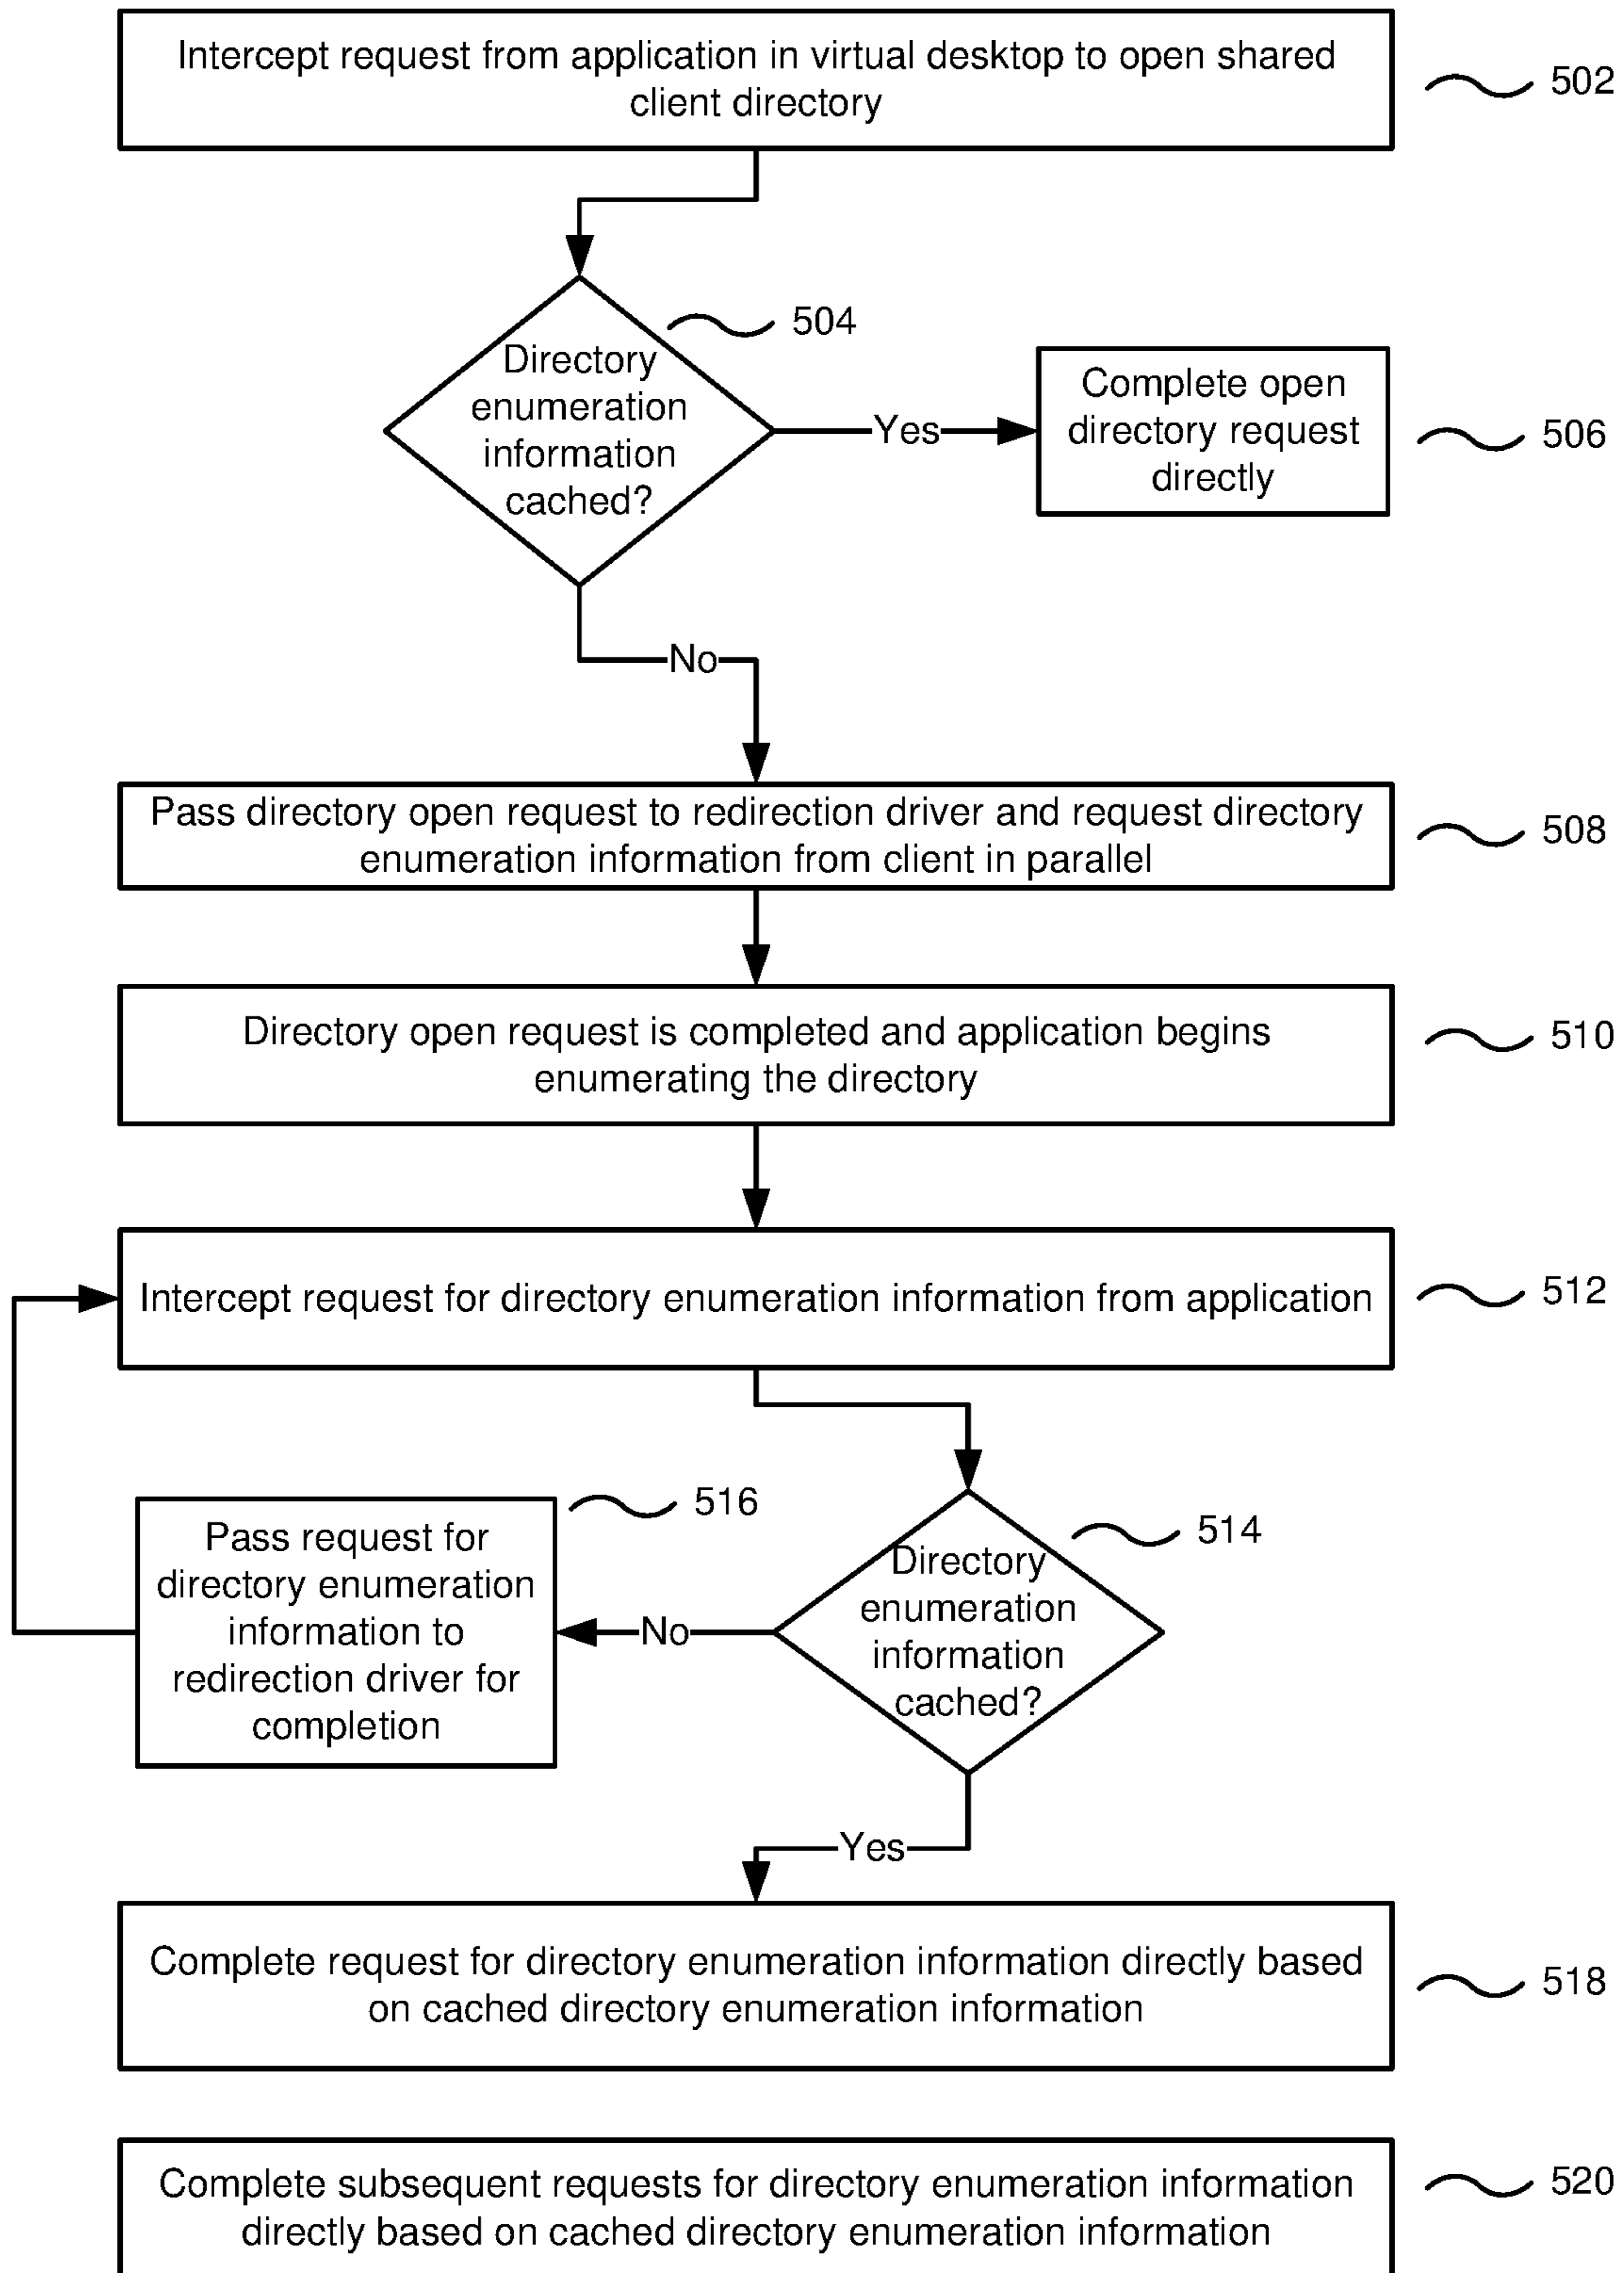 Intercept request from application in virtual desktop to open shared
client directory
502
504
Directory
enumeration
information
cached?
Yes
Complete open
directory request
directly
506
No
Pass directory open request to redirection driver and request directory
enumeration information from client in parallel
508
Directory open request is completed and application begins
enumerating the directory
510
Intercept request for directory enumeration information from application
512
516
Pass request for
directory enumeration
information to
redirection driver for
completion
No
514
Directory
enumeration
information
cached?
Yes
Complete request for directory enumeration information directly based
on cached directory enumeration information
518
Complete subsequent requests for directory enumeration information
directly based on cached directory enumeration information
520